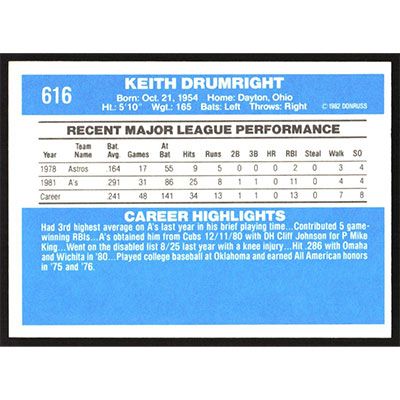 616
KEITH DRUMRIGHT
Born: Oct. 21, 1954 Home: Dayton, Ohio
Ht.: 5'10" Wgt.: 165 Bats: Left Throws: Right
© 1982 DONRUSS
RECENT MAJOR LEAGUE PERFORMANCE
Year Team Name Bat. Avg Games At Bat Hits Runs 2B 3B HR RBI Steal Walk SO
1978 Astros .164 17 55 9 5 0 0 0 2 0 3 4
1981 A's .291 31 86 25 8 1 1 0 11 0 4 4
Career .241 48 141 34 13 1 1 0 13 0 7 8
CAREER HIGHLIGHTS
Had 3rd highest average on A's last year in his brief playing time...Contributed 5 game-
winning RBIs...A's obtained him from Cubs 12/11/80 with DH Cliff Johnson for P Mike
King...Went on the disabled list 8/25 last year with a knee injury...Hit .286 with Omaha
and Wichita in '80...Played college baseball at Oklahoma and earned All American honors
in '75 and '76.